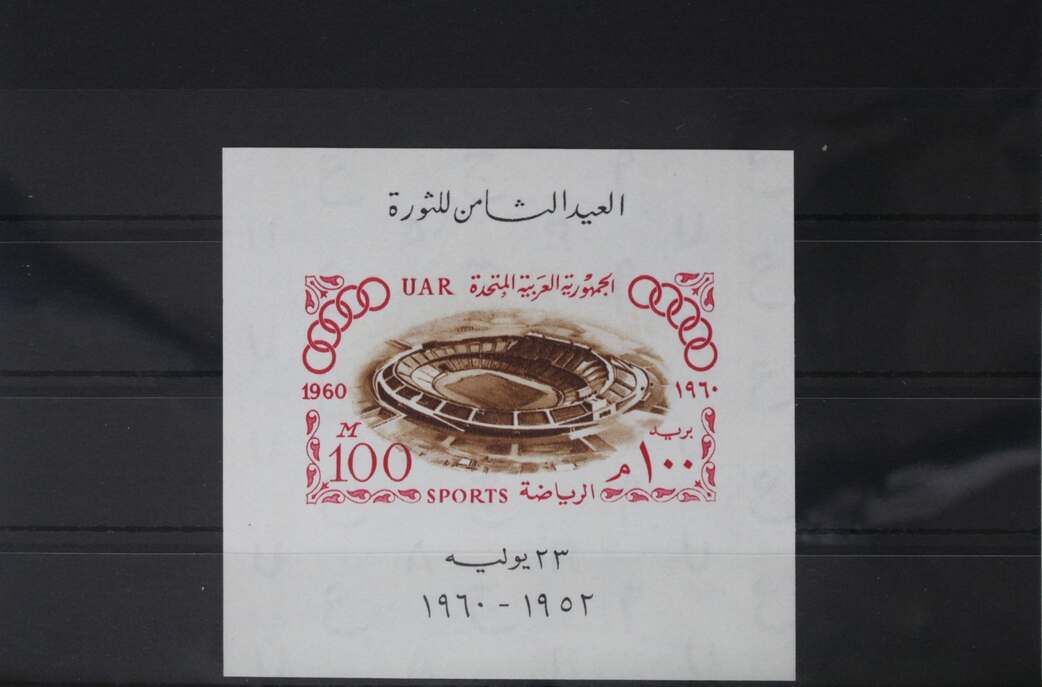 العيد الثامن للثورة
UAR الجمهورية العربية المتحدة
1960 ١٩٦٠
M بريد
100 ١٠٠ م
SPORTS الرياضة
٢٣ يوليه
١٩٥٢ - ١٩٦٠